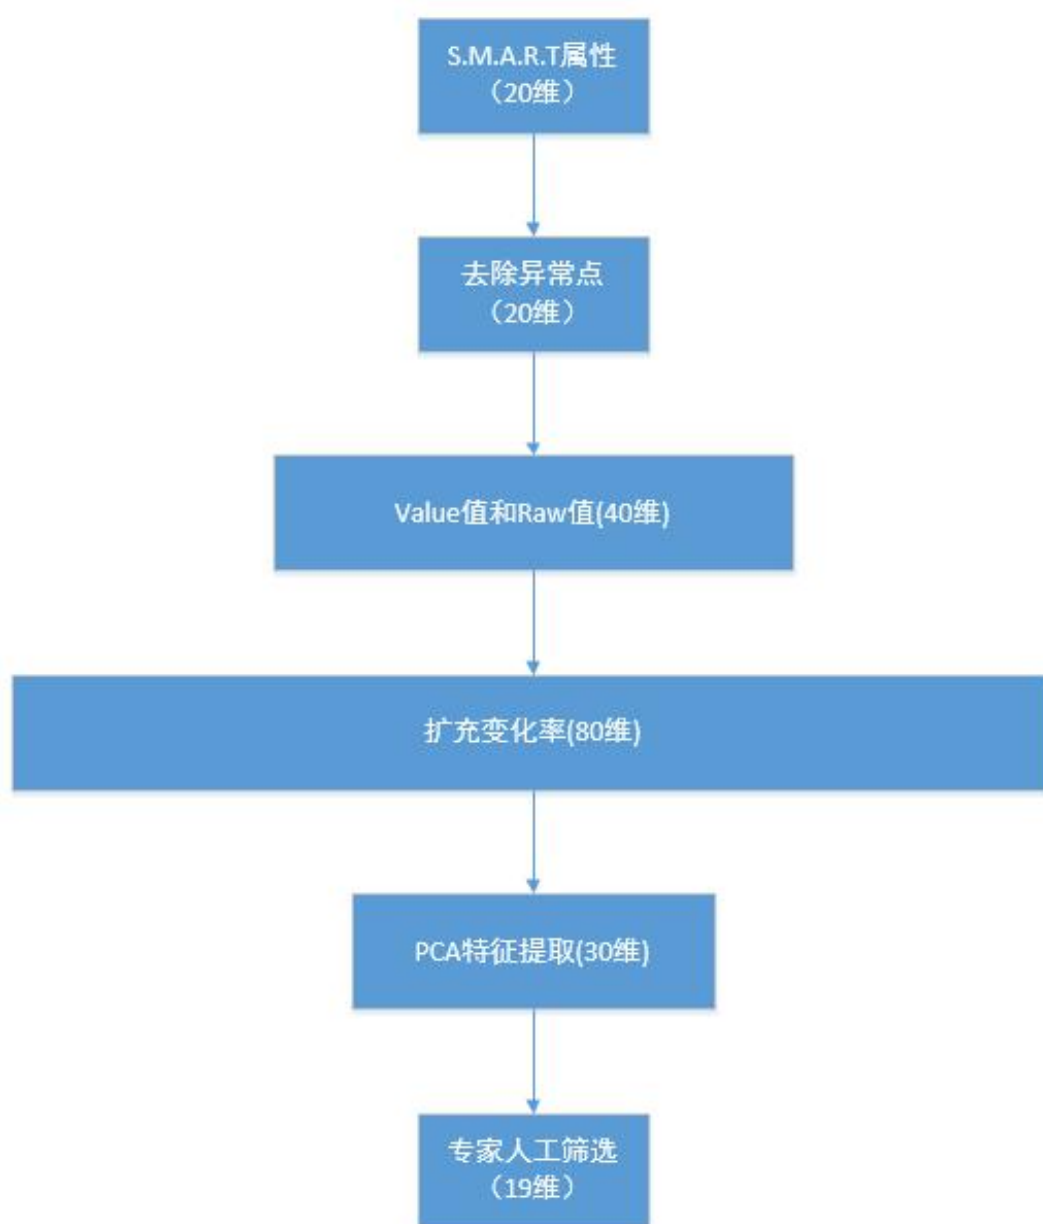 S.M.A.R.T属性
（20维）
去除异常点
（20维）
Value值和Raw值(40维)
扩充变化率(80维)
PCA特征提取(30维)
专家人工筛选
（19维）